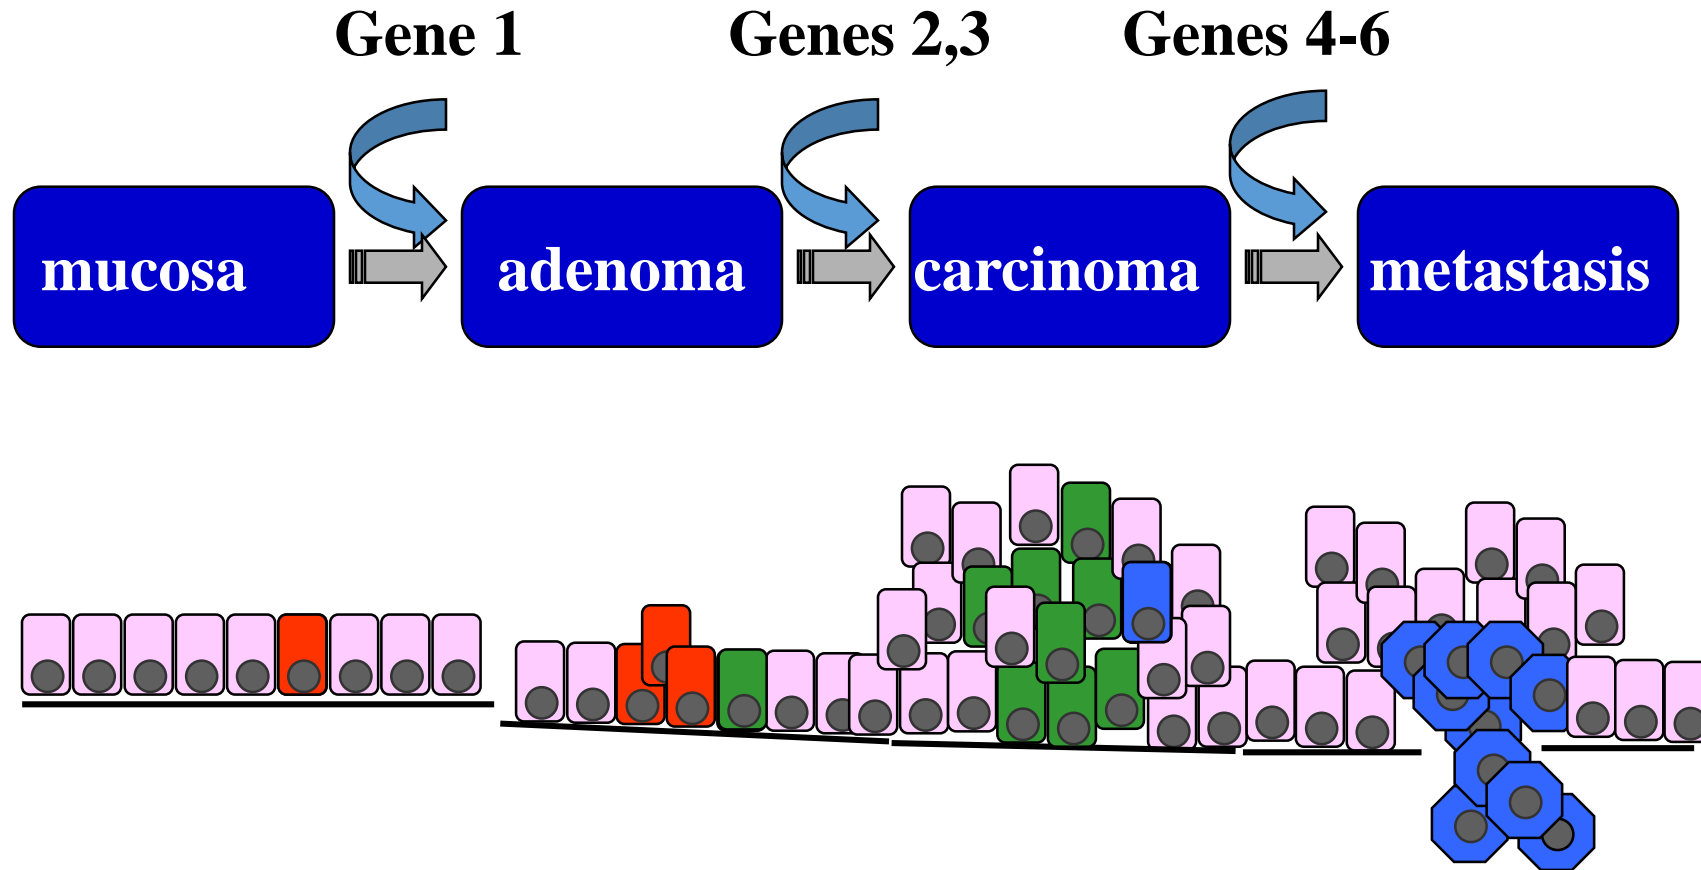 Gene 1 Genes 2,3 Genes 4-6
mucosa adenoma carcinoma metastasis